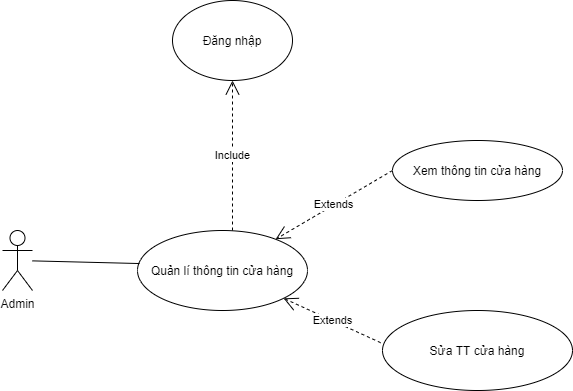 Đăng nhập
Include
Xem thông tin cửa hàng
Extends
Quản lí thông tin cửa hàng
Admin
Extends
Sửa TT cửa hàng